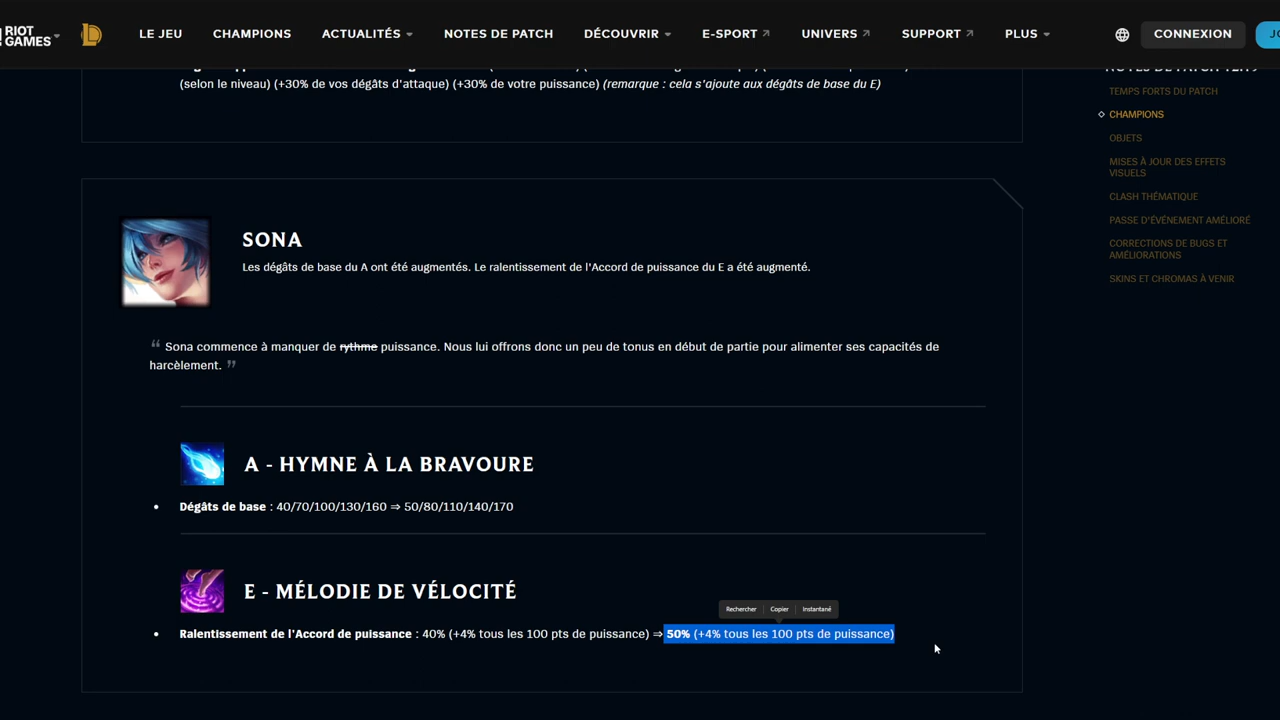 RIOT GAMES
LE JEU
CHAMPIONS
ACTUALITÉS
NOTES DE PATCH
DÉCOUVRIR
E-SPORT
UNIVERS
SUPPORT
PLUS
CONNEXION
(selon le niveau) (+30% de vos dégâts d'attaque) (+30% de votre puissance) (remarque : cela s'ajoute aux dégâts de base du E)
TEMPS FORTS DU PATCH
CHAMPIONS
OBJETS
MISES À JOUR DES EFFETS
VISUELS
CLASH THÉMATIQUE
PASSE D'ÉVÉNEMENT AMÉLIORÉ
CORRECTIONS DE BUGS ET
AMÉLIORATIONS
SKINS ET CHROMAS À VENIR
SONA
Les dégâts de base du A ont été augmentés. Le ralentissement de l'Accord de puissance du E a été augmenté.
“ Sona commence à manquer de rythme puissance. Nous lui offrons donc un peu de tonus en début de partie pour alimenter ses capacités de
harcèlement. ”
A - HYMNE À LA BRAVOURE
• Dégâts de base : 40/70/100/130/160 ⇒ 50/80/110/140/170
E - MÉLODIE DE VÉLOCITÉ
Rechercher | Copier | Instantané
• Ralentissement de l'Accord de puissance : 40% (+4% tous les 100 pts de puissance) ⇒ 50% (+4% tous les 100 pts de puissance)